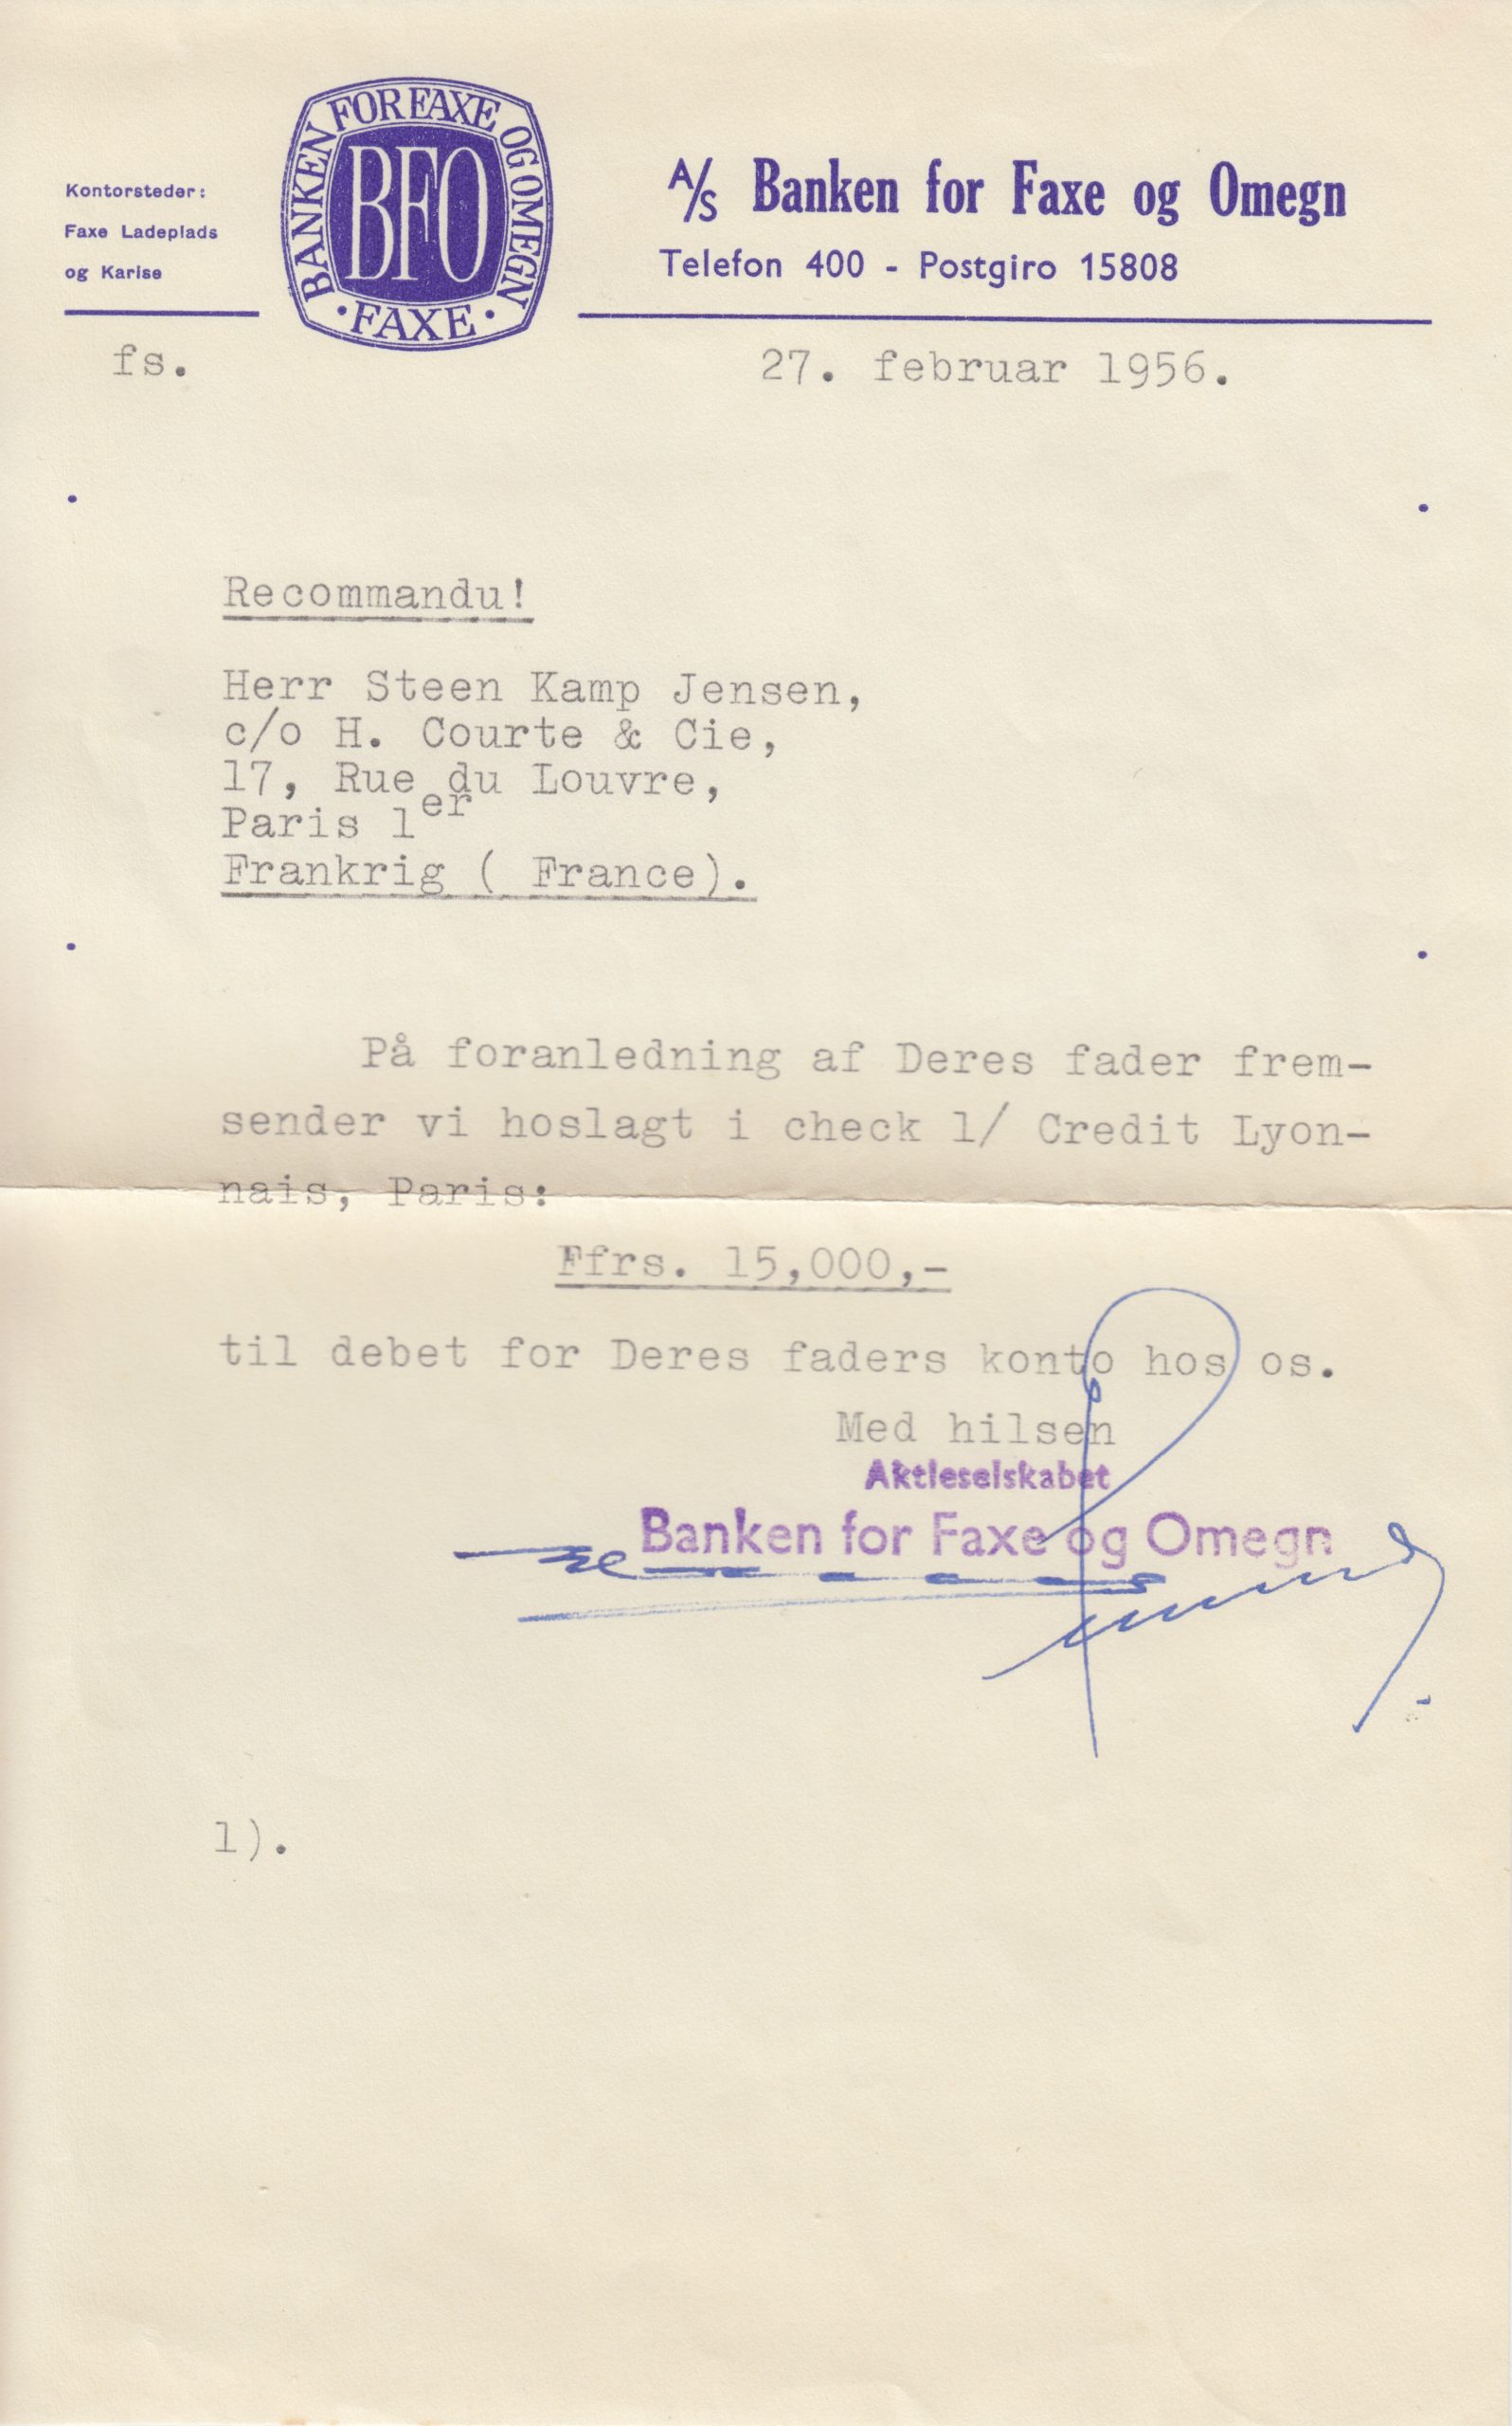 Kontorsteder:
Faxe Ladeplads
og Karise
BANKEN FOR FAXE OG OMEGN
BFO
· FAXE ·
A/S Banken for Faxe og Omegn
Telefon 400 - Postgiro 15808
fs.
27. februar 1956.
Recommandu!
Herr Steen Kamp Jensen,
c/o H. Courte & Cie,
17, Rue du Louvre,
Paris 1er
Frankrig ( France).
På foranledning af Deres fader frem-
sender vi hoslagt i check 1/ Credit Lyon-
nais, Paris:
Ffrs. 15,000,-
til debet for Deres faders konto hos os.
Med hilsen
Aktieselskabet
Banken for Faxe og Omegn
1).